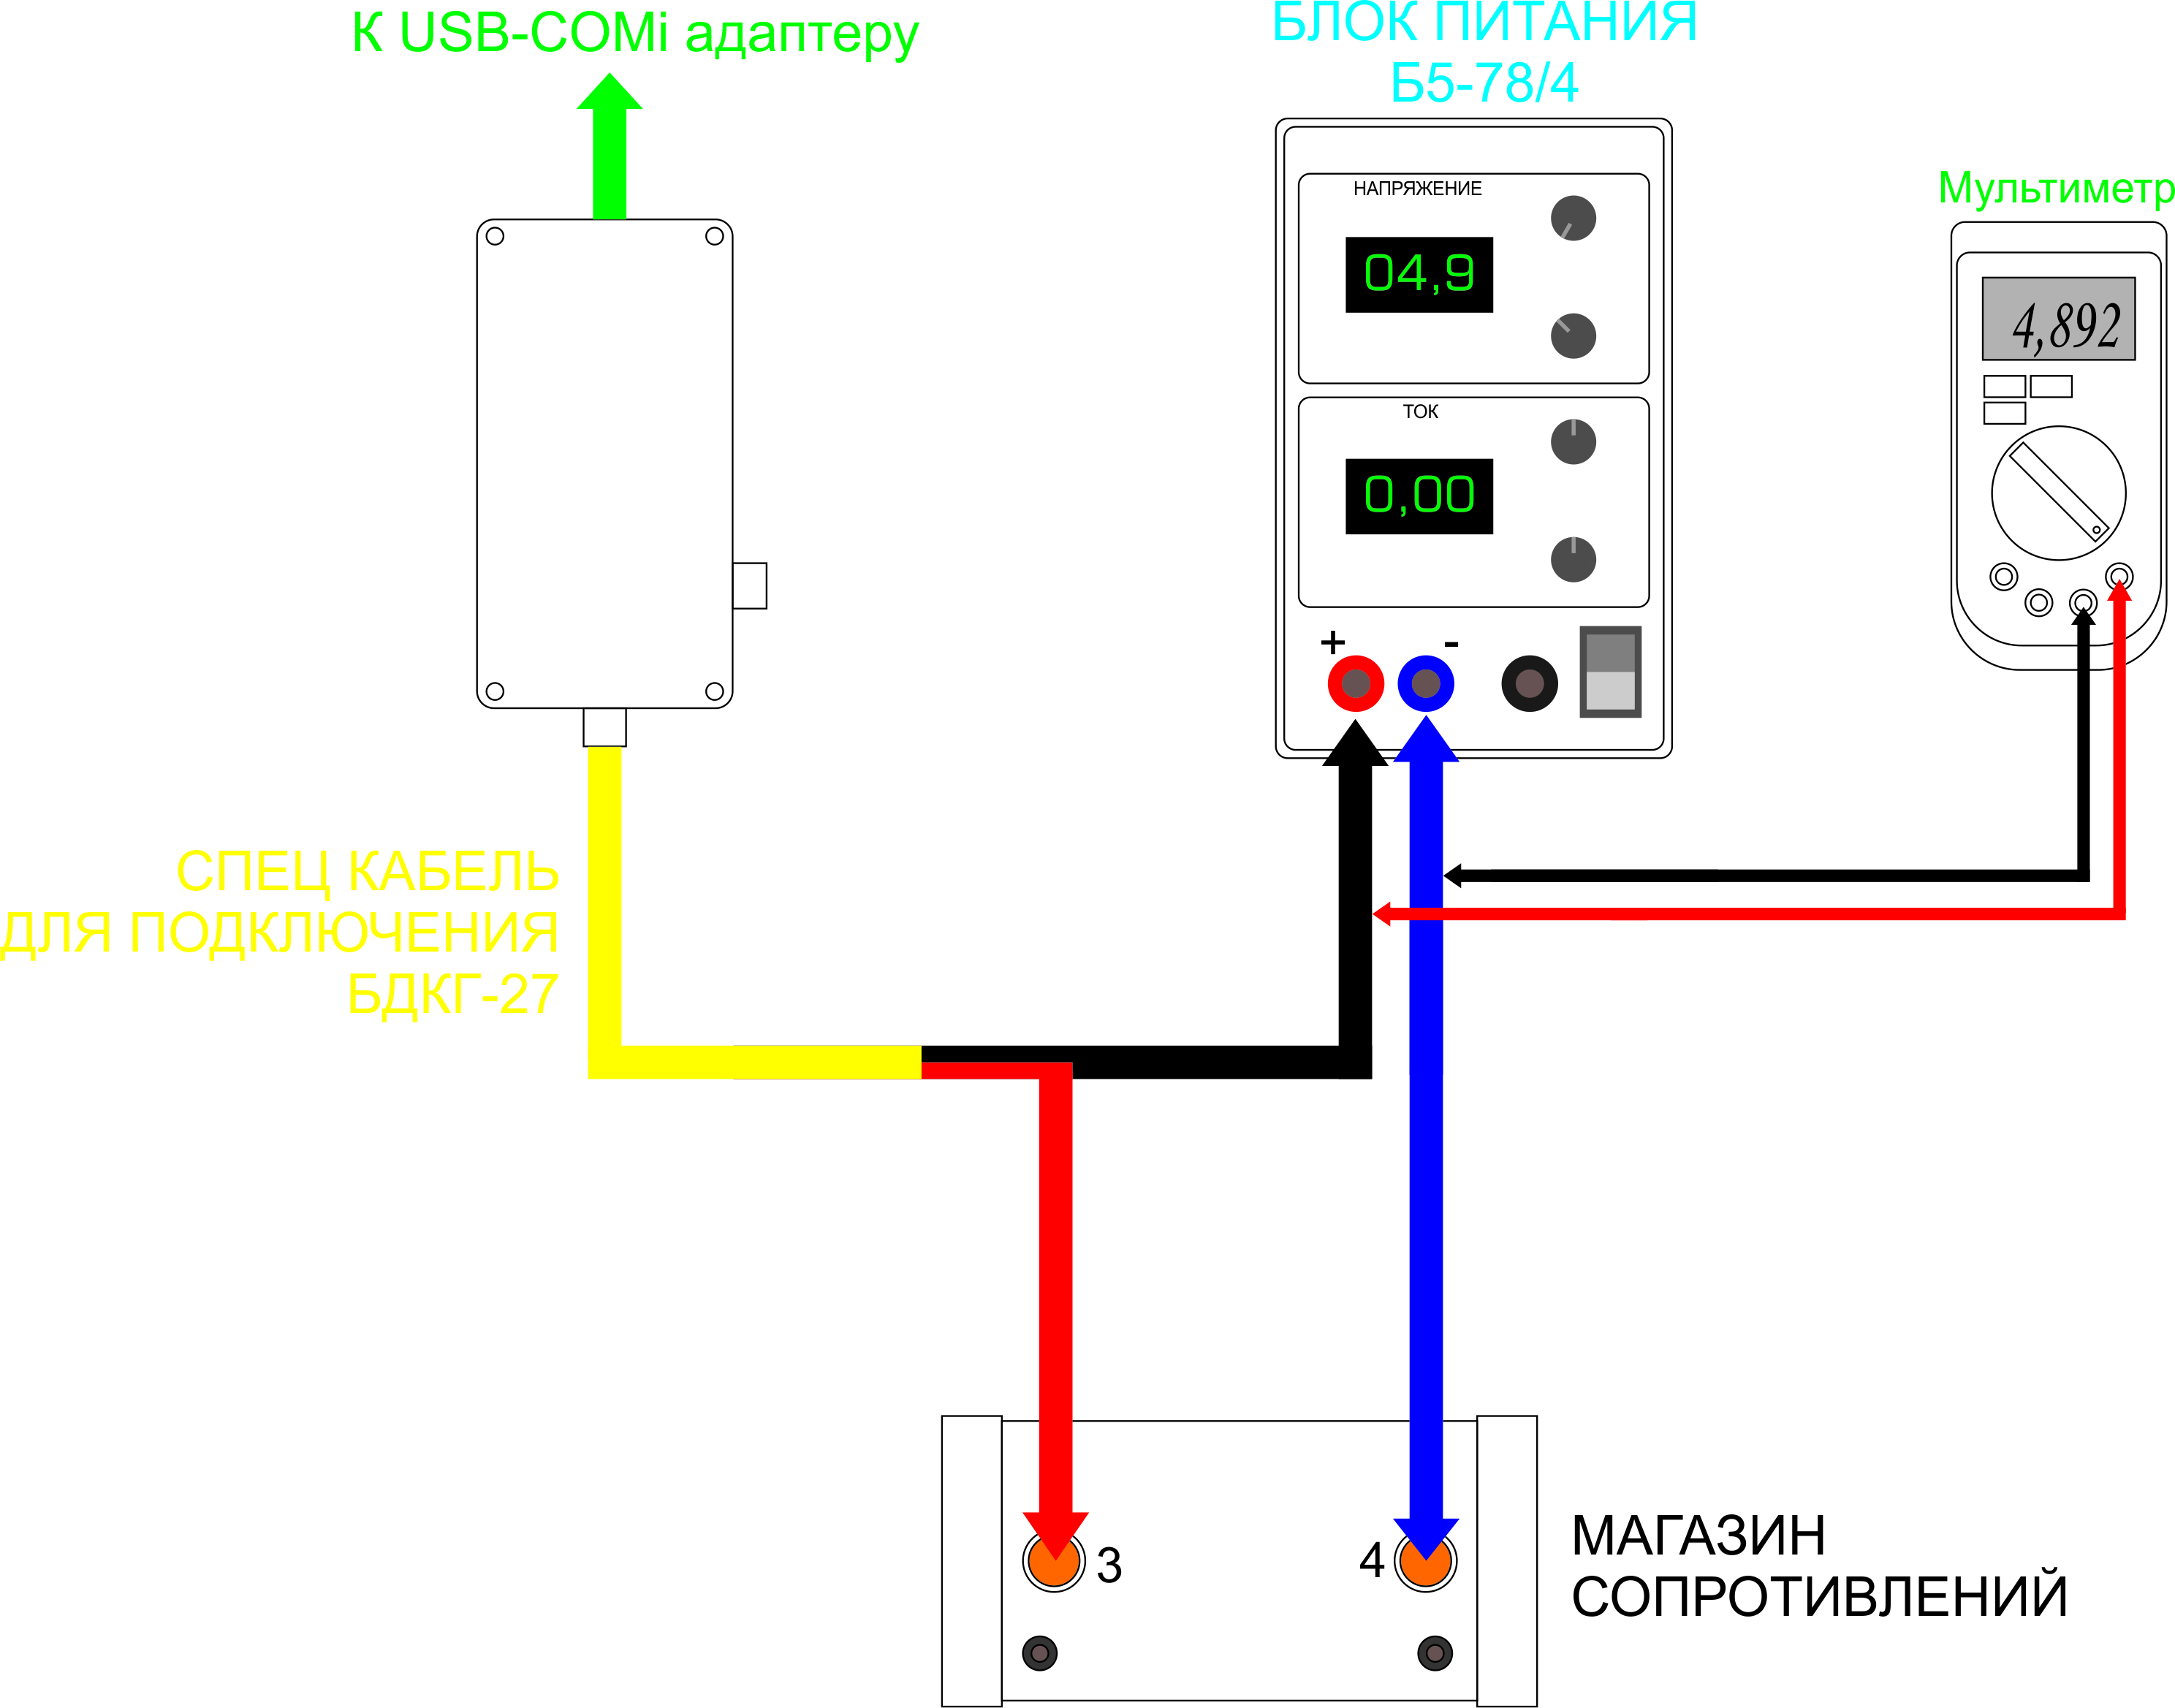 К USB-COMi адаптеру
БЛОК ПИТАНИЯ
Б5-78/4
Мультиметр
НАПРЯЖЕНИЕ
04,9
4,892
ТОК
0,00
+
-
СПЕЦ КАБЕЛЬ
ДЛЯ ПОДКЛЮЧЕНИЯ
БДКГ-27
3
4
МАГАЗИН
СОПРОТИВЛЕНИЙ